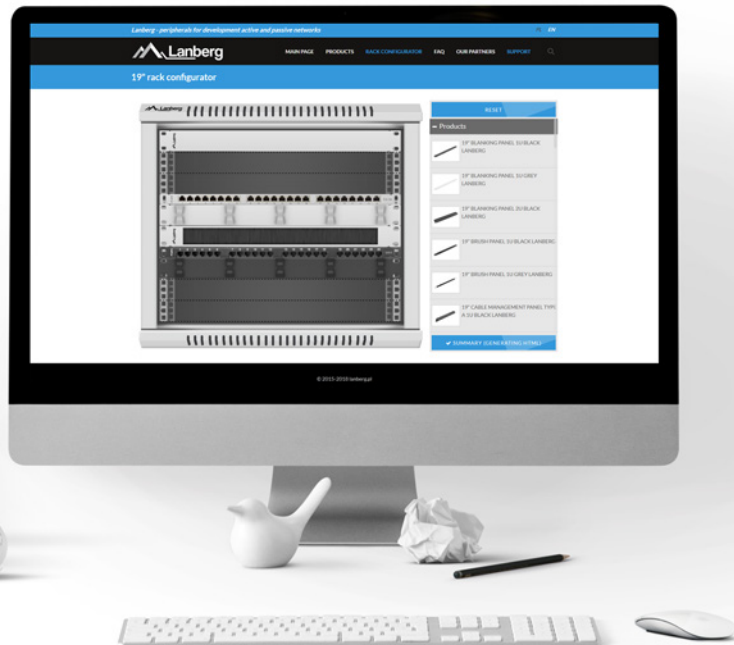 Lanberg - peripherals for development active and passive networks
PL EN
Lanberg
MAIN PAGE PRODUCTS RACK CONFIGURATOR FAQ OUR PARTNERS SUPPORT
19" rack configurator
Lanberg
RESET
Products
19" BLANKING PANEL 1U BLACK
LANBERG
19" BLANKING PANEL 1U GREY
LANBERG
19" BLANKING PANEL 1U BLACK
LANBERG
19" BRUSH PANEL 1U BLACK LANBERG
19" BRUSH PANEL 1U GREY LANBERG
19" CABLE MANAGEMENT PANEL TYPE
A 1U BLACK LANBERG
SUMMARY (GENERATING HTML)
© 2015-2018 lanberg.pl